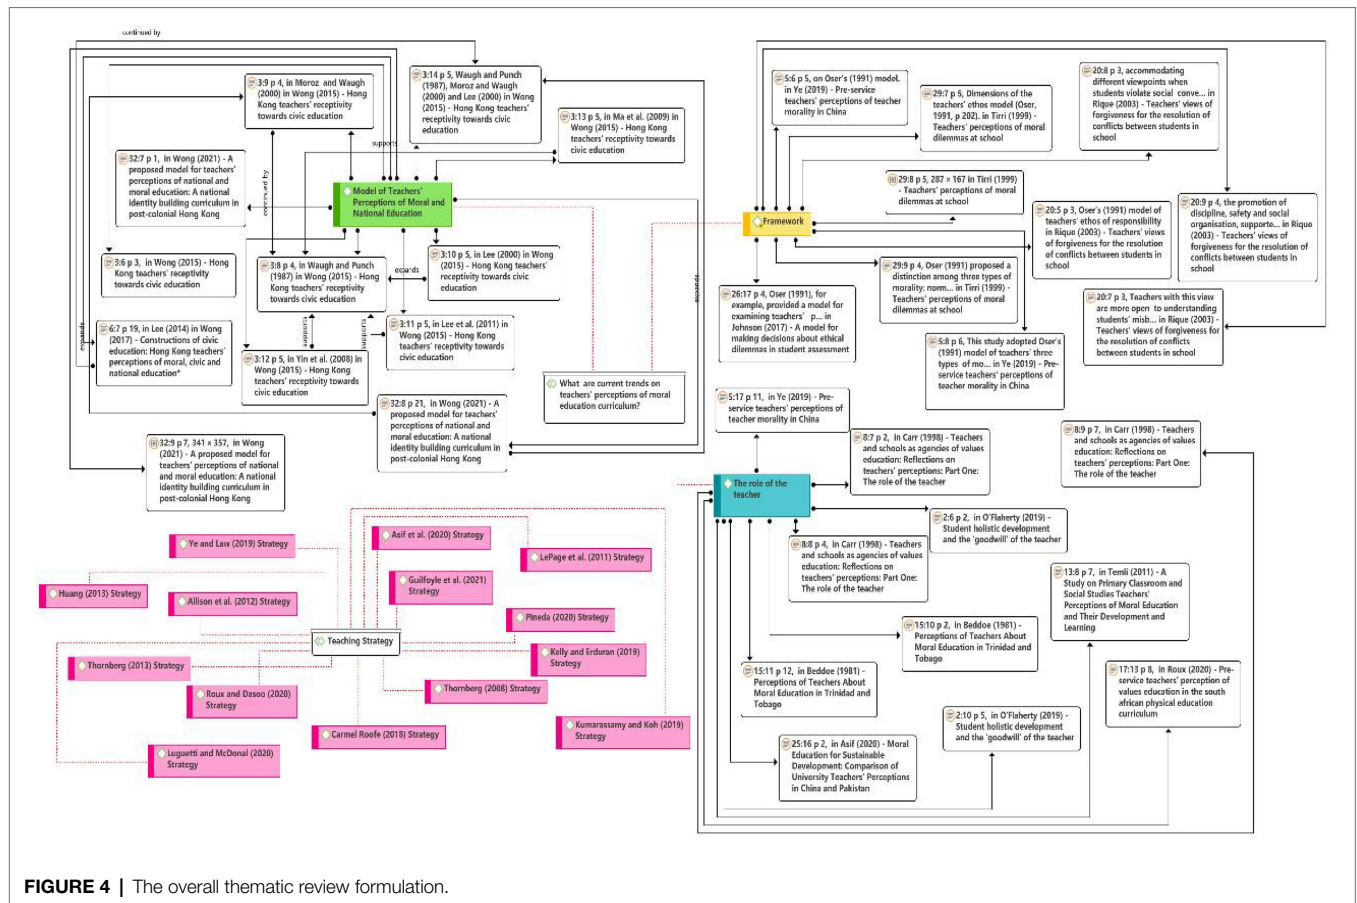 continued by
3:9 p 4, in Moroz and Waugh
(2000) in Wong (2015) - Hong
Kong teachers' receptivity
towards civic education
3:14 p 5, Waugh and Punch
(1987), Moroz and Waugh
(2000) and Lee (2000) in Wong
(2015) - Hong Kong teachers'
receptivity towards civic
education
3:13 p 5, in Ma et al. (2009) in
Wong (2015) - Hong Kong
teachers' receptivity towards
civic education
supports
32:7 p 1, in Wong (2021) - A
proposed model for teachers'
perceptions of national and
moral education: A national
identity building curriculum in
post-colonial Hong Kong
continued by
Model of Teachers'
Perceptions of Moral and
National Education
3:6 p 3, in Wong (2015) - Hong
Kong teachers' receptivity
towards civic education
3:8 p 4, in Waugh and Punch
(1987) in Wong (2015) - Hong
Kong teachers' receptivity
towards civic education
expands
3:10 p 5, in Lee (2000) in Wong
(2015) - Hong Kong teachers'
receptivity towards civic
education
expands
expands
6:7 p 19, in Lee (2014) in Wong
(2017) - Constructions of civic
education: Hong Kong teachers'
perceptions of moral, civic and
national education*
supports
supports
3:11 p 5, in Lee et al. (2011) in
Wong (2015) - Hong Kong
teachers' receptivity towards
civic education
3:12 p 5, in Yin et al. (2008) in
Wong (2015) - Hong Kong
teachers' receptivity towards
civic education
32:8 p 21, in Wong (2021) - A
proposed model for teachers'
perceptions of national and
moral education: A national
identity building curriculum in
post-colonial Hong Kong
32:9 p 7, 341 × 357, in Wong
(2021) - A proposed model for
teachers' perceptions of national
and moral education: A national
identity building curriculum in
post-colonial Hong Kong
What are current trends on
teachers' perceptions of moral
education curriculum?
5:6 p 5, on Oser's (1991) model.
in Ye (2019) - Pre-service
teachers' perceptions of teacher
morality in China
29:7 p 5, Dimensions of the
teachers' ethos model (Oser,
1991, p 202). in Tirri (1999) -
Teachers' perceptions of moral
dilemmas at school
20:8 p 3, accommodating
different viewpoints when
students violate social conve... in
Rique (2003) - Teachers' views of
forgiveness for the resolution of
conflicts between students in
school
29:8 p 5, 287 × 167 in Tirri (1999)
- Teachers' perceptions of moral
dilemmas at school
Framework
20:5 p 3, Oser's (1991) model of
teachers' ethos of responsibility
in Rique (2003) - Teachers' views
of forgiveness for the resolution
of conflicts between students in
school
20:9 p 4, the promotion of
discipline, safety and social
organisation, supporte... in Rique
(2003) - Teachers' views of
forgiveness for the resolution of
conflicts between students in
school
29:9 p 4, Oser (1991) proposed a
distinction among three types of
morality: norm... in Tirri (1999) -
Teachers' perceptions of moral
dilemmas at school
26:17 p 4, Oser (1991), for
example, provided a model for
examining teachers' p... in
Johnson (2017) - A model for
making decisions about ethical
dilemmas in student assessment
20:7 p 3, Teachers with this view
are more open to understanding
students' misb... in Rique (2003) -
Teachers' views of forgiveness for
the resolution of conflicts
between students in school
5:8 p 6, This study adopted Oser's
(1991) model of teachers' three
types of mo... in Ye (2019) - Pre-
service teachers' perceptions of
teacher morality in China
5:17 p 11, in Ye (2019) - Pre-
service teachers' perceptions of
teacher morality in China
8:7 p 2, in Carr (1998) - Teachers
and schools as agencies of values
education: Reflections on
teachers' perceptions: Part One:
The role of the teacher
8:9 p 7, in Carr (1998) - Teachers
and schools as agencies of values
education: Reflections on
teachers' perceptions: Part One:
The role of the teacher
The role of the
teacher
2:6 p 2, in O'Flaherty (2019) -
Student holistic development
and the 'goodwill' of the teacher
8:8 p 4, in Carr (1998) - Teachers
and schools as agencies of values
education: Reflections on
teachers' perceptions: Part One:
The role of the teacher
13:8 p 7, in Temli (2011) - A
Study on Primary Classroom and
Social Studies Teachers'
Perceptions of Moral Education
and Their Development and
Learning
15:10 p 2, in Beddoe (1981) -
Perceptions of Teachers About
Moral Education in Trinidad and
Tobago
15:11 p 12, in Beddoe (1981) -
Perceptions of Teachers About
Moral Education in Trinidad and
Tobago
17:13 p 8, in Roux (2020) - Pre-
service teachers' perception of
values education in the south
african physical education
curriculum
2:10 p 5, in O'Flaherty (2019) -
Student holistic development
and the 'goodwill' of the teacher
25:16 p 2, in Asif (2020) - Moral
Education for Sustainable
Development: Comparison of
University Teachers' Perceptions
in China and Pakistan
Ye and Law (2019) Strategy
Asif et al. (2020) Strategy
LePage et al. (2011) Strategy
Huang (2013) Strategy
Allison et al. (2012) Strategy
Guilfoyle et al. (2021)
Strategy
Pineda (2020) Strategy
Teaching Strategy
Kelly and Erduran (2019)
Strategy
Thornberg (2013) Strategy
Roux and Dasoo (2020)
Strategy
Thornberg (2008) Strategy
Carmel Roofe (2018) Strategy
Kumarassamy and Koh (2019)
Strategy
Luguetti and McDonal (2020)
Strategy
FIGURE 4 | The overall thematic review formulation.